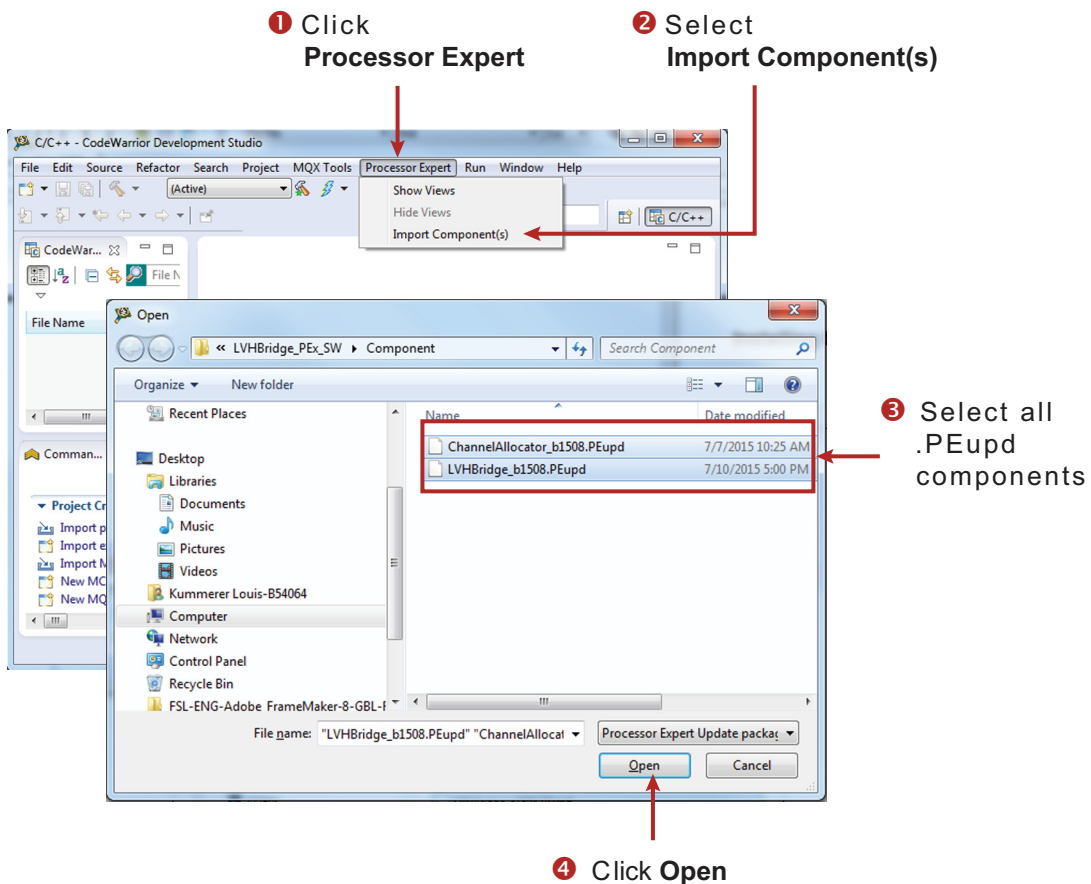 1 Click
Processor Expert
2 Select
Import Component(s)
C/C++ - CodeWarrior Development Studio
File Edit Source Refactor Search Project MQX Tools Processor Expert Run Window Help
(Active)
Show Views
Hide Views
Import Component(s)
C/C++
CodeWar...
File N
File Name
Open
« LVHBridge_PEx_SW Component
Search Component
Organize New folder
Recent Places
Desktop
Libraries
Documents
Music
Pictures
Videos
Kummerer Louis-B54064
Computer
Network
Control Panel
Recycle Bin
FSL-ENG-Adobe FrameMaker-8-GBL-F
Name Date modified
ChannelAllocator_b1508.PEupd 7/7/2015 10:25 AM
LVHBridge_b1508.PEupd 7/10/2015 5:00 PM
3 Select all
.PEupd
components
Comman...
Project Cr
Import p
Import e
Import M
New MC
New MQ
File name: "LVHBridge_b1508.PEupd" "ChannelAllocat
Processor Expert Update packag
Open Cancel
4 Click Open